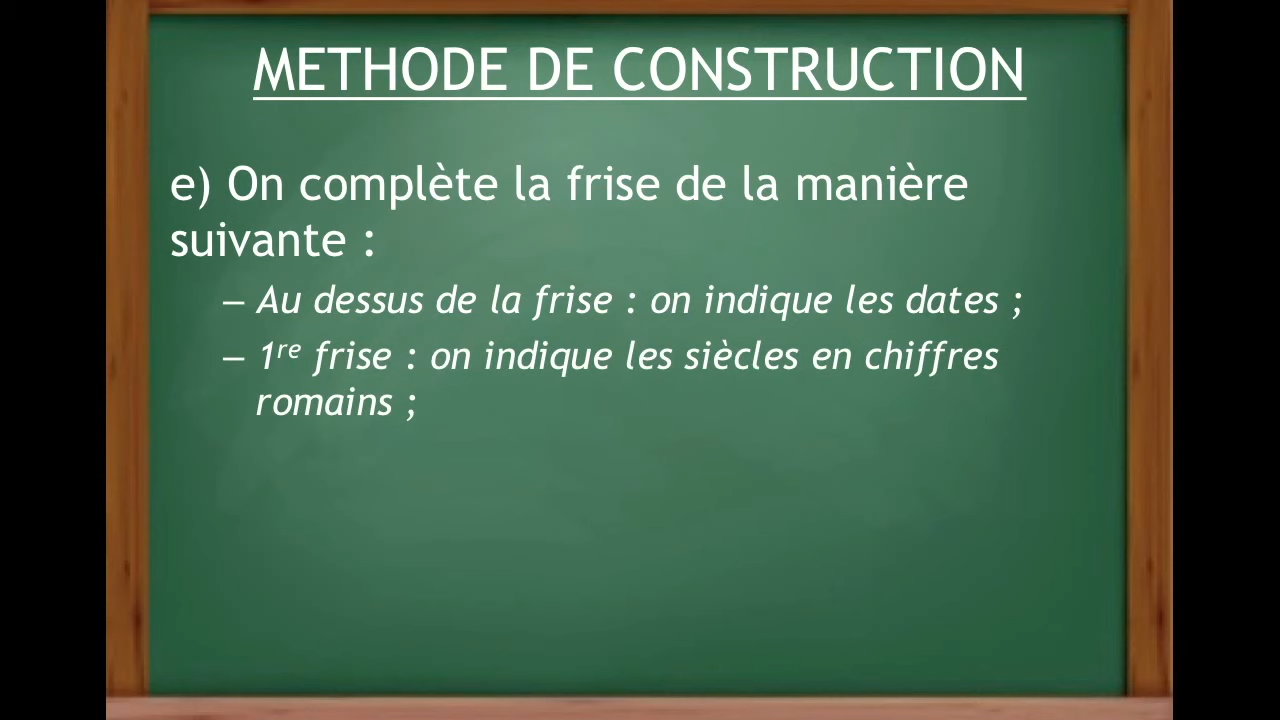 METHODE DE CONSTRUCTION
e) On complète la frise de la manière
suivante :
– Au dessus de la frise : on indique les dates ;
– 1re frise : on indique les siècles en chiffres
romains ;